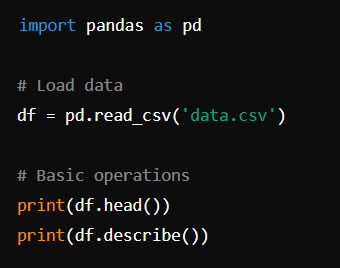 import pandas as pd
# Load data
df = pd.read_csv('data.csv')
# Basic operations
print(df.head())
print(df.describe())